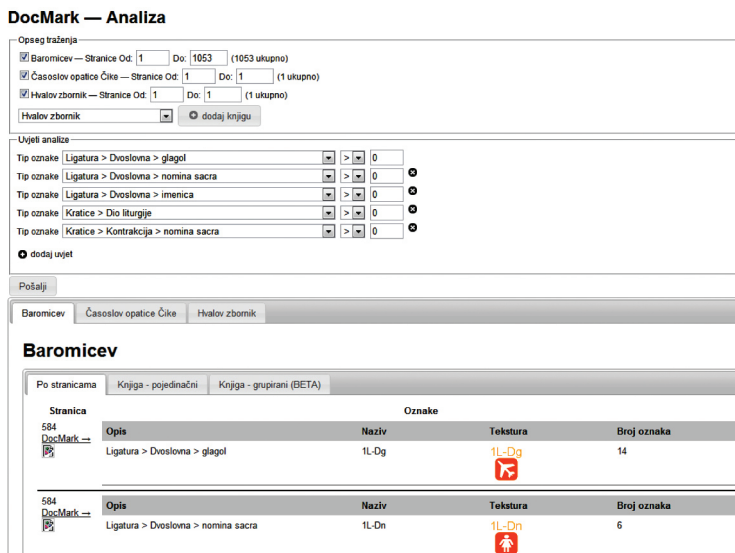 DocMark — Analiza
Opseg traženja
Baromicev — Stranice Od: 1 Do: 1053 (1053 ukupno)
Časoslov opatice Čike — Stranice Od: 1 Do: 1 (1 ukupno)
Hvalov zbornik — Stranice Od: 1 Do: 1 (1 ukupno)
Hvalov zbornik dodaj knjigu
Uvjeti analize
Tip oznake Ligatura > Dvoslovna > glagol > 0
Tip oznake Ligatura > Dvoslovna > nomina sacra > 0
Tip oznake Ligatura > Dvoslovna > imenica > 0
Tip oznake Kratice > Dio liturgije > 0
Tip oznake Kratice > Kontrakcija > nomina sacra > 0
dodaj uvjet
Pošalji
Baromicev Časoslov opatice Čike Hvalov zbornik
Baromicev
Po stranicama Knjiga - pojedinačni Knjiga - grupirani (BETA)
Stranica Oznake
584
DocMark →
Opis Naziv Tekstura Broj oznaka
Ligatura > Dvoslovna > glagol 1L-Dg 1L-Dg 14
584
DocMark →
Opis Naziv Tekstura Broj oznaka
Ligatura > Dvoslovna > nomina sacra 1L-Dn 1L-Dn 6